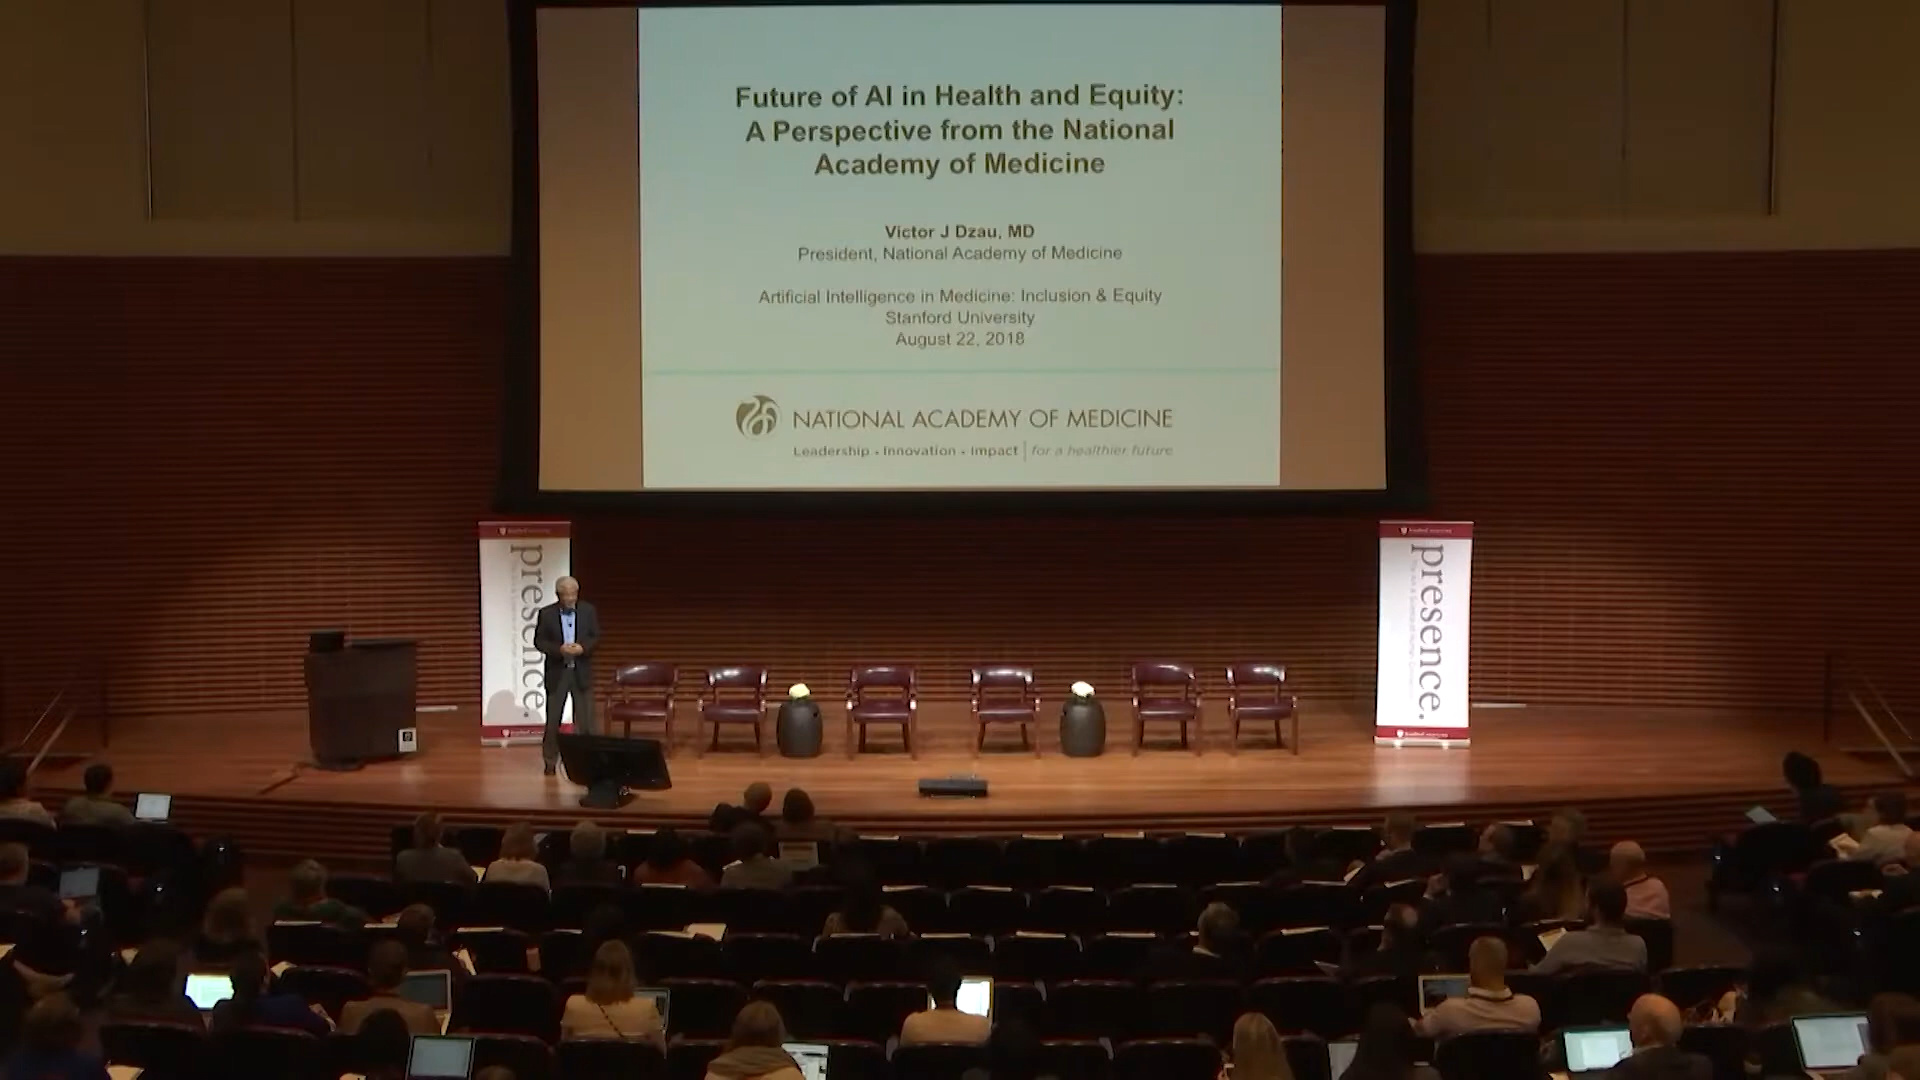 Future of AI in Health and Equity:
A Perspective from the National
Academy of Medicine
Victor J Dzau, MD
President, National Academy of Medicine
Artificial Intelligence in Medicine: Inclusion & Equity
Stanford University
August 22, 2018
NATIONAL ACADEMY OF MEDICINE
Leadership • Innovation • Impact | for a healthier future
presence.
presence.